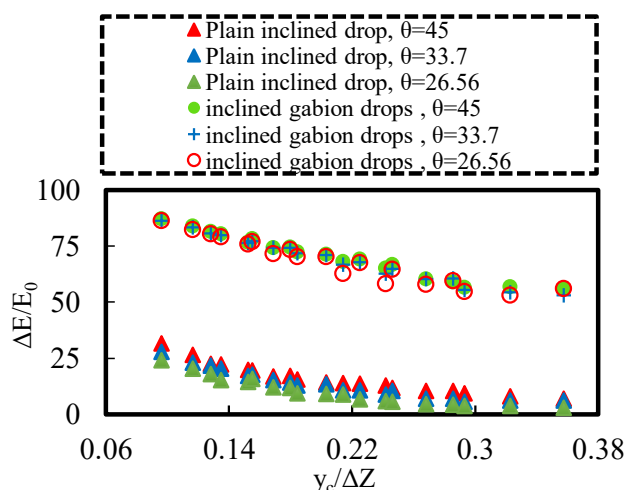 Plain inclined drop, θ=45
Plain inclined drop, θ=33.7
Plain inclined drop, θ=26.56
inclined gabion drops , θ=45
inclined gabion drops , θ=33.7
inclined gabion drops , θ=26.56
100
75
50
25
0
ΔE/E₀
0.06 0.14 0.22 0.3 0.38
y꜀/ΔZ